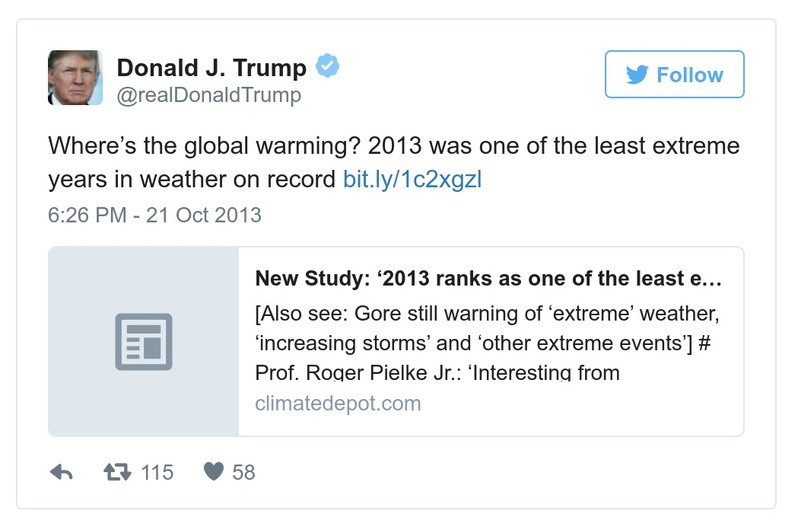 Donald J. Trump
@realDonaldTrump
Follow
Where’s the global warming? 2013 was one of the least extreme
years in weather on record bit.ly/1c2xgzl
6:26 PM - 21 Oct 2013
New Study: ‘2013 ranks as one of the least e…
[Also see: Gore still warning of ‘extreme’ weather,
‘increasing storms’ and ‘other extreme events’] #
Prof. Roger Pielke Jr.: ‘Interesting from
climatedepot.com
115
58